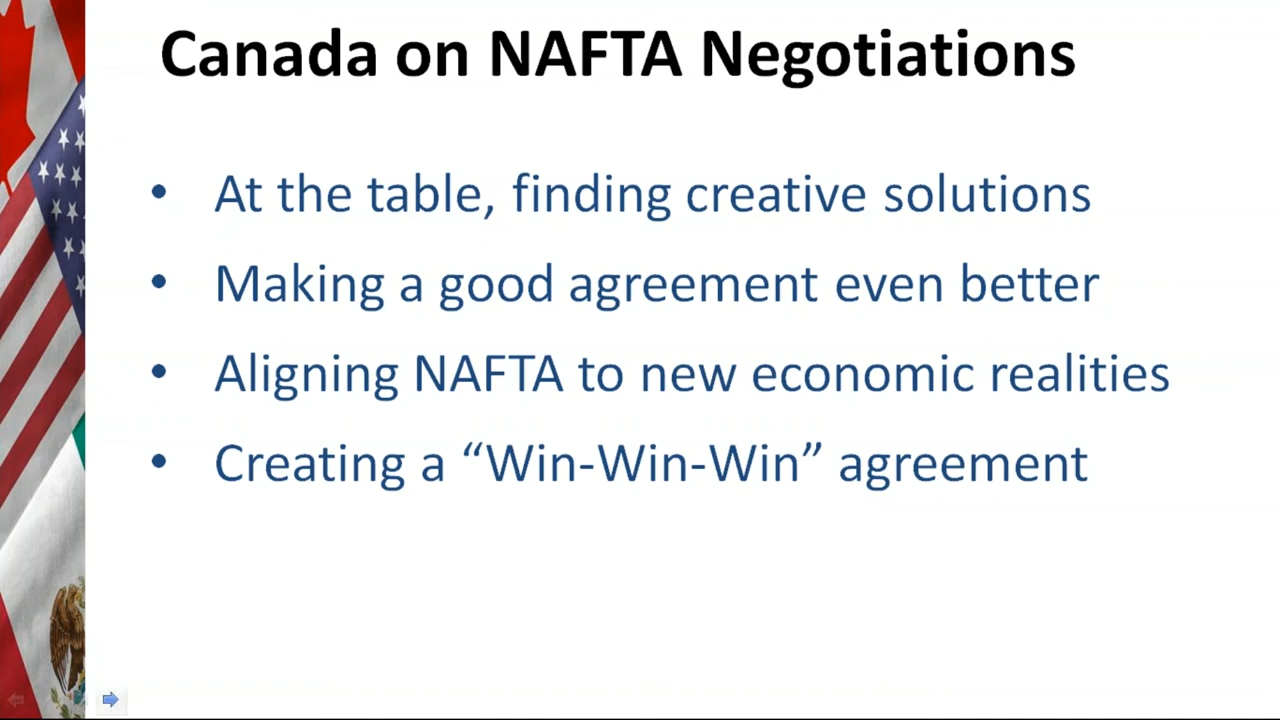 Canada on NAFTA Negotiations
• At the table, finding creative solutions
• Making a good agreement even better
• Aligning NAFTA to new economic realities
• Creating a “Win-Win-Win” agreement